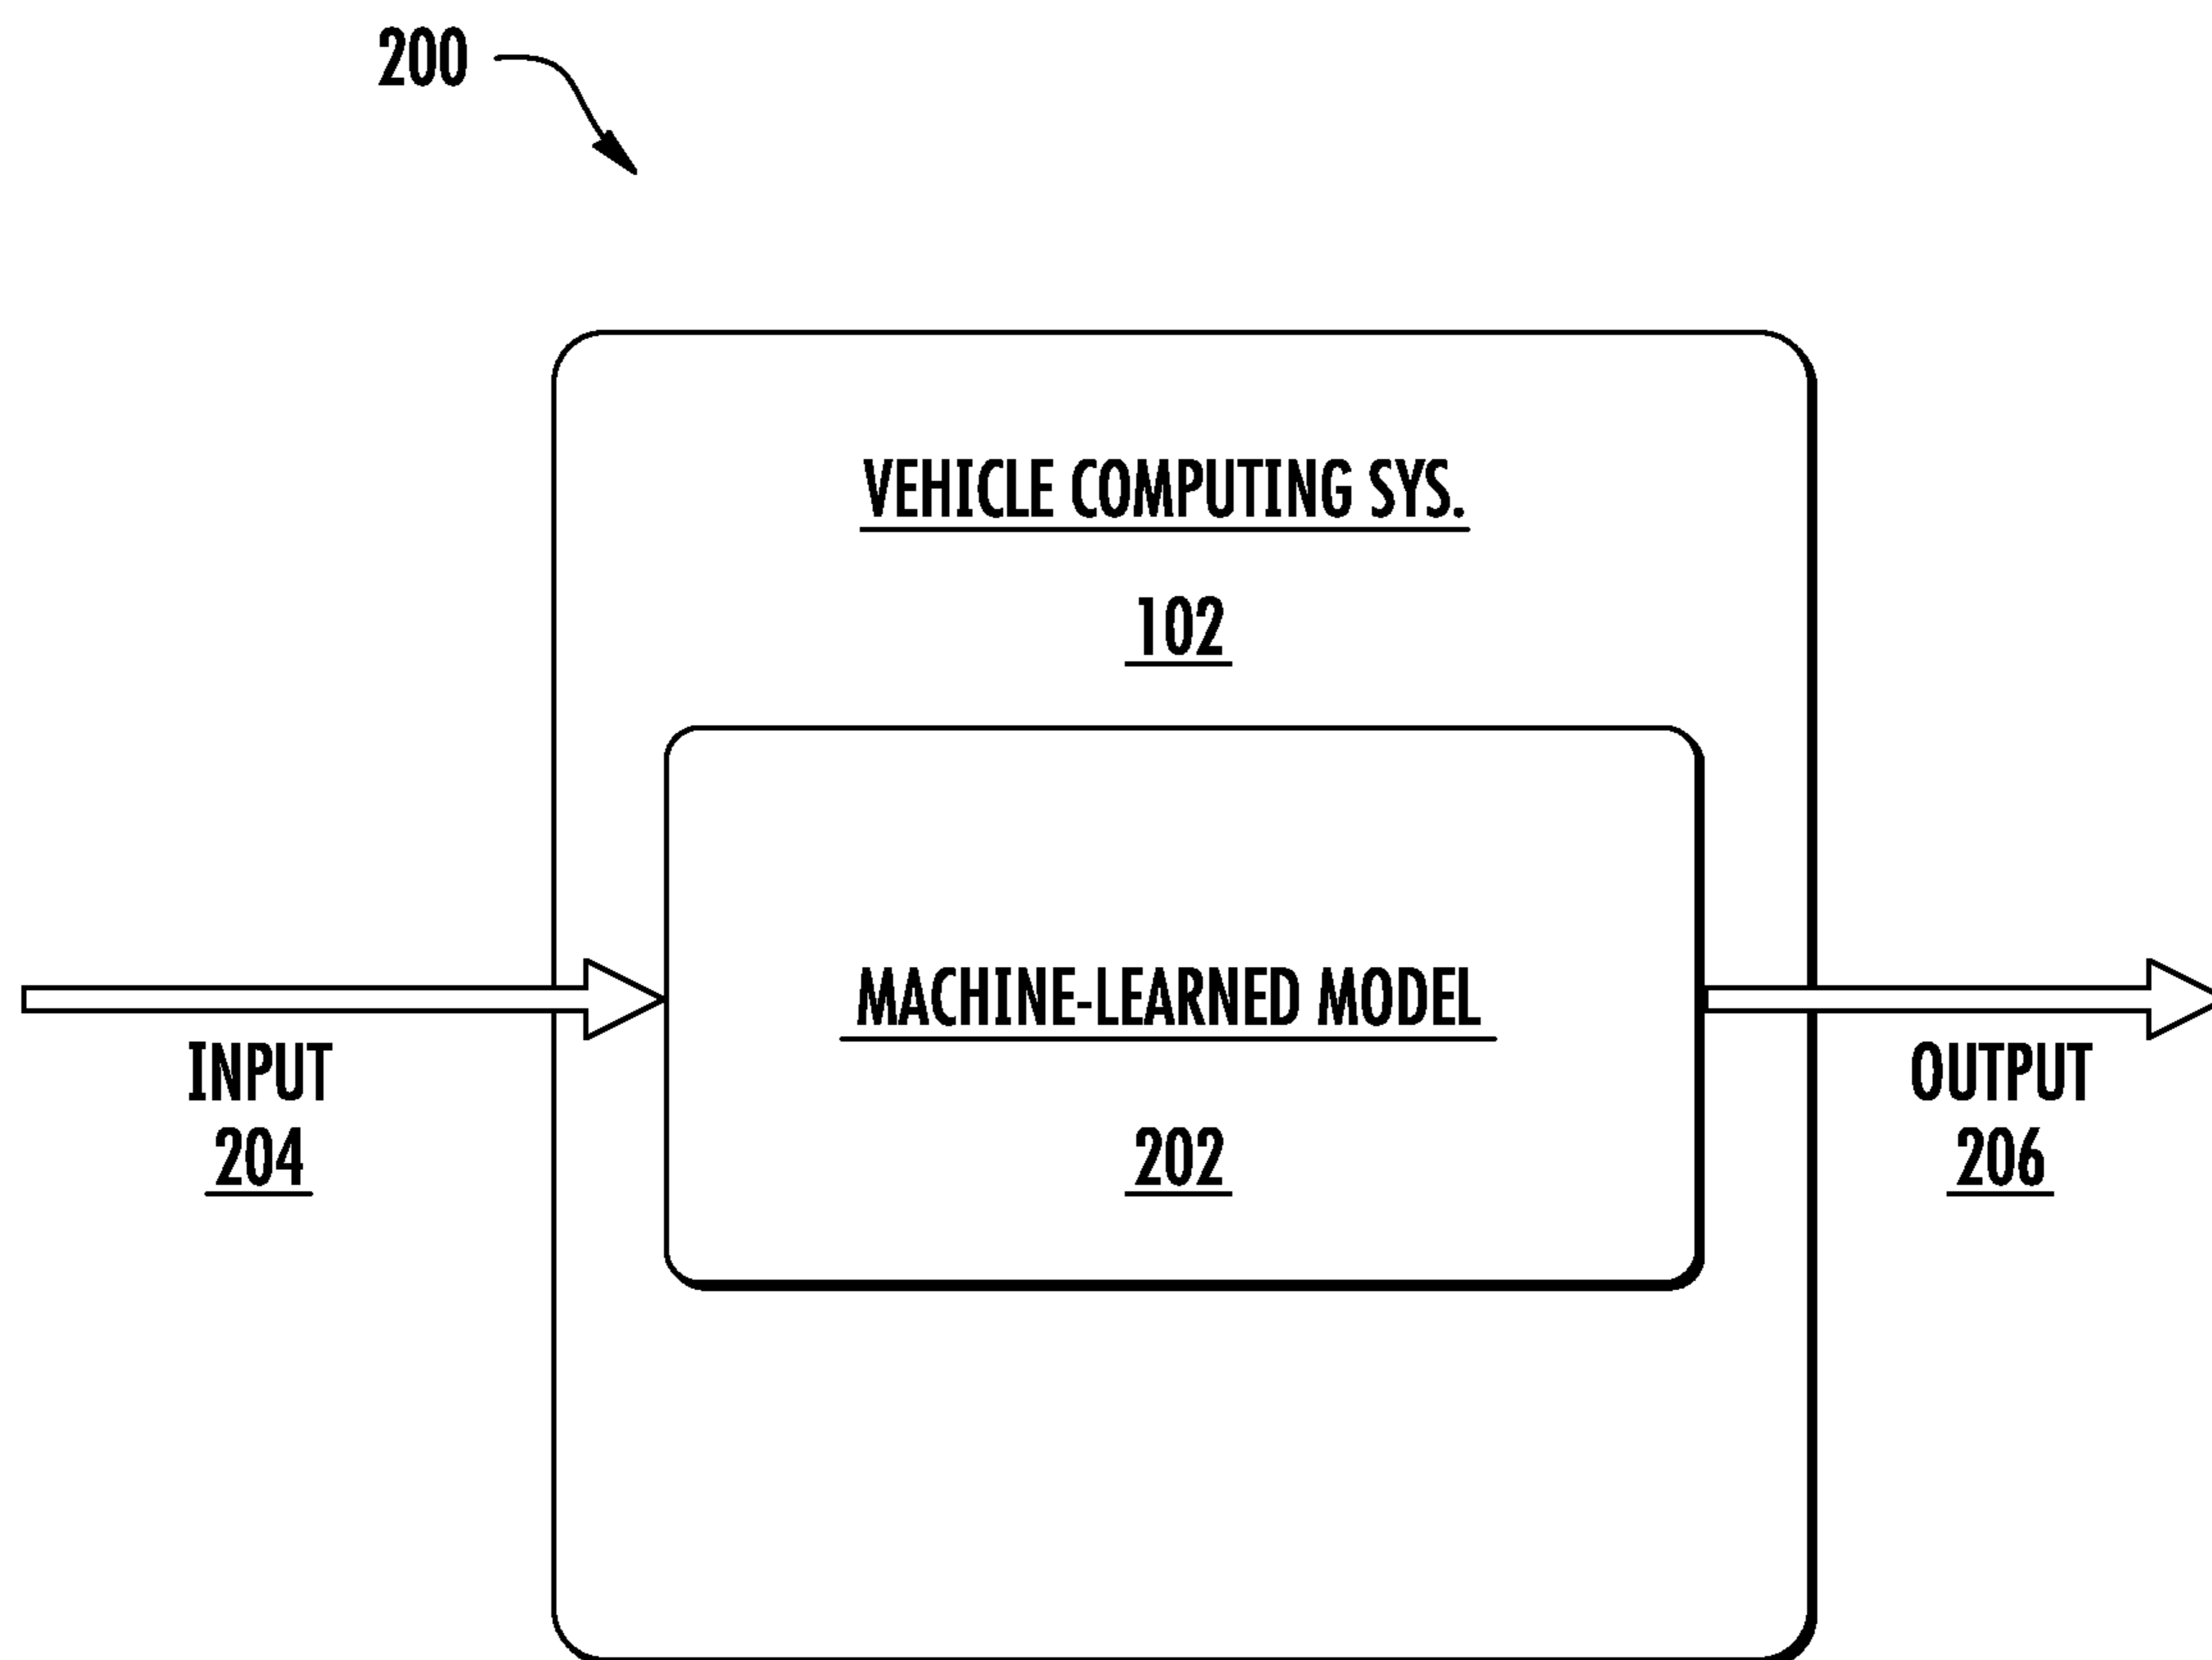 200
VEHICLE COMPUTING SYS.
102
MACHINE-LEARNED MODEL
202
INPUT
204
OUTPUT
206